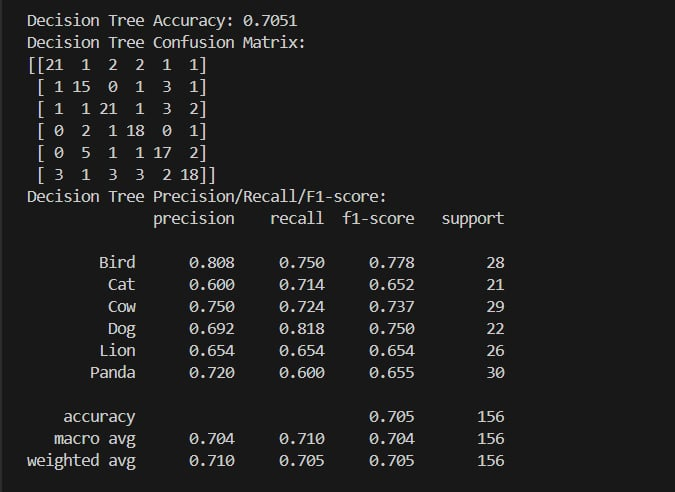 Decision Tree Accuracy: 0.7051
Decision Tree Confusion Matrix:
[[21 1 2 2 1 1]
[ 1 15 0 1 3 1]
[ 1 1 21 1 3 2]
[ 0 2 1 18 0 1]
[ 0 5 1 1 17 2]
[ 3 1 3 3 2 18]]
Decision Tree Precision/Recall/F1-score:
precision recall f1-score support
Bird 0.808 0.750 0.778 28
Cat 0.600 0.714 0.652 21
Cow 0.750 0.724 0.737 29
Dog 0.692 0.818 0.750 22
Lion 0.654 0.654 0.654 26
Panda 0.720 0.600 0.655 30
accuracy 0.705 156
macro avg 0.704 0.710 0.704 156
weighted avg 0.710 0.705 0.705 156